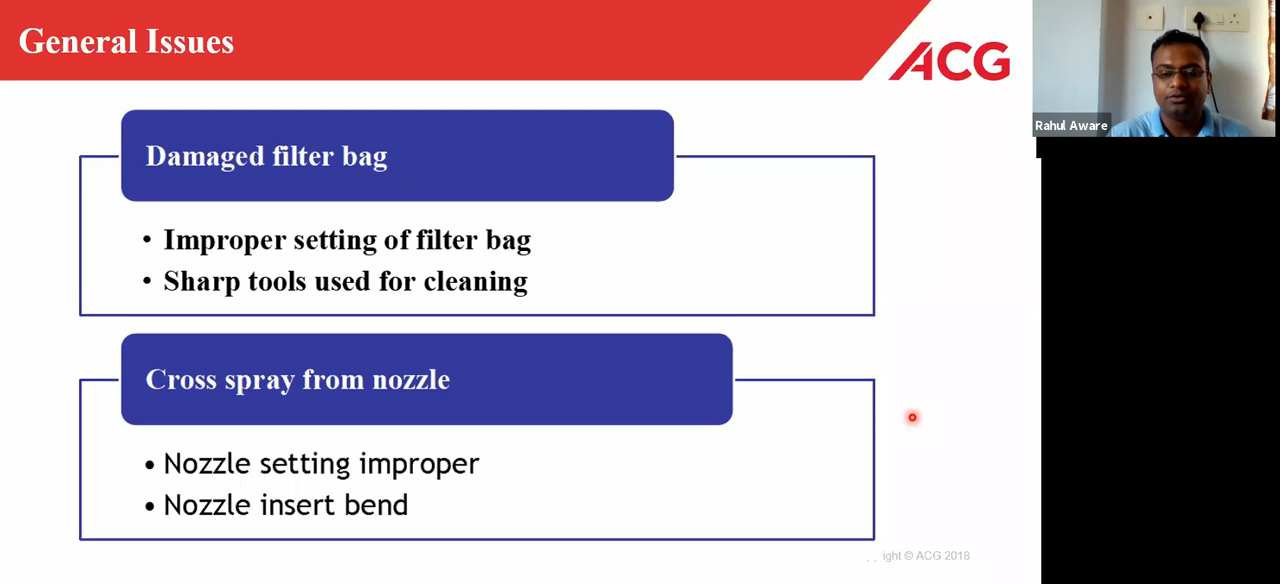 General Issues
ACG
Rahul Aware
Damaged filter bag
• Improper setting of filter bag
• Sharp tools used for cleaning
Cross spray from nozzle
• Nozzle setting improper
• Nozzle insert bend
© ACG 2018